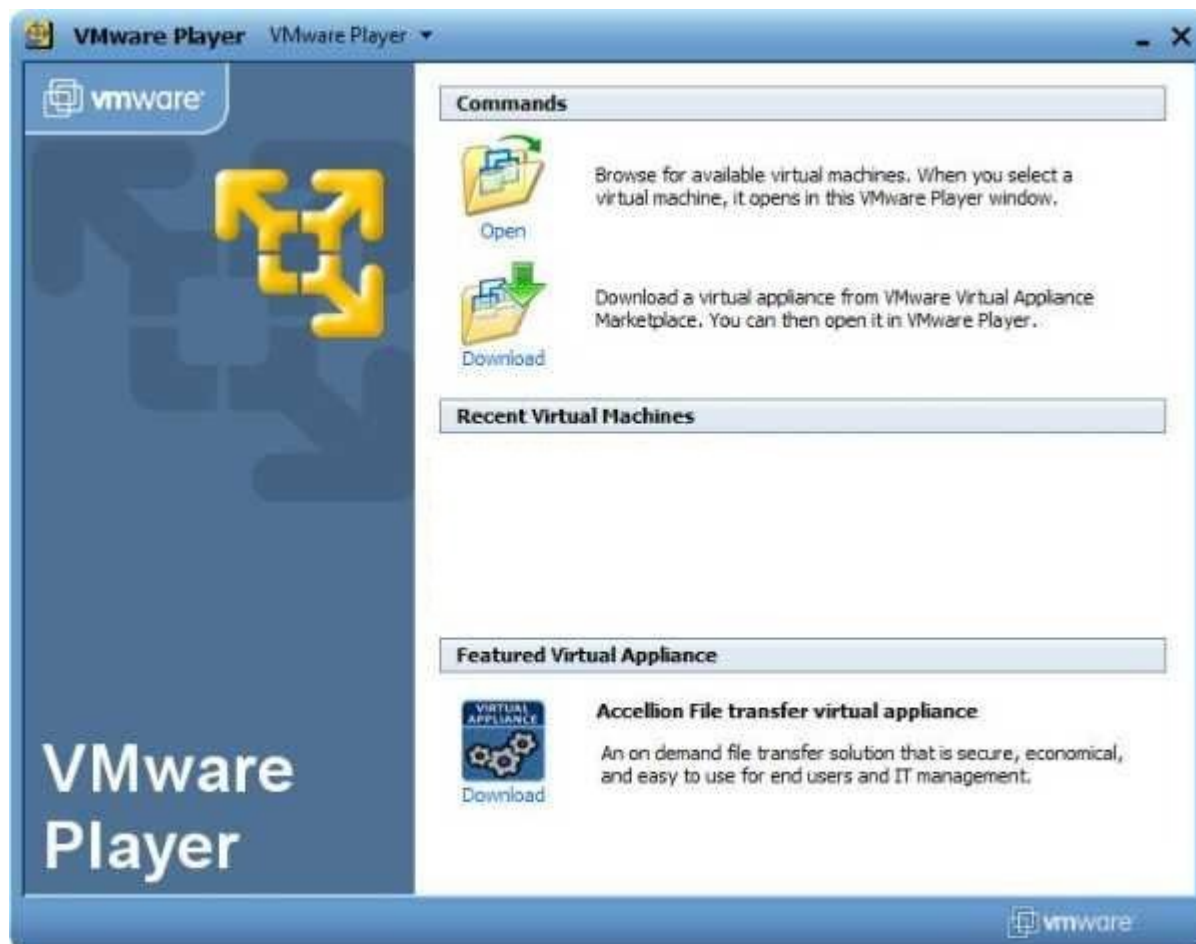 VMware Player VMware Player
vmware
Commands
Browse for available virtual machines. When you select a
virtual machine, it opens in this VMware Player window.
Open
Download a virtual appliance from VMware Virtual Appliance
Marketplace. You can then open it in VMware Player.
Download
Recent Virtual Machines
Featured Virtual Appliance
VIRTUAL
APPLIANCE
Accellion File transfer virtual appliance
An on demand file transfer solution that is secure, economical,
and easy to use for end users and IT management.
Download
VMware
Player
vmware